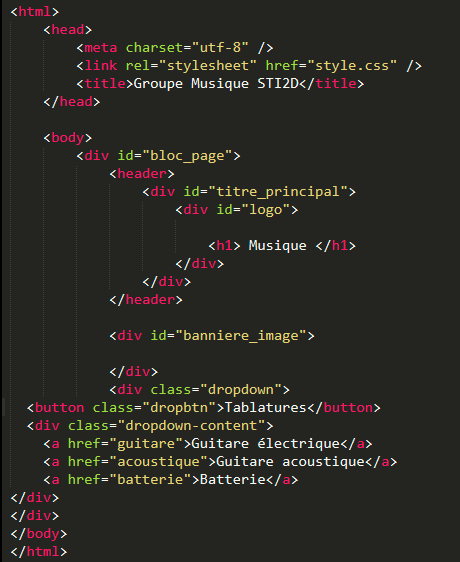 <html>
<head>
<meta charset="utf-8" />
<link rel="stylesheet" href="style.css" />
<title>Groupe Musique STI2D</title>
</head>
<body>
<div id="bloc_page">
<header>
<div id="titre_principal">
<div id="logo">
<h1> Musique </h1>
</div>
</div>
</header>
<div id="banniere_image">
</div>
<div class="dropdown">
<button class="dropbtn">Tablatures</button>
<div class="dropdown-content">
<a href="guitare">Guitare électrique</a>
<a href="acoustique">Guitare acoustique</a>
<a href="batterie">Batterie</a>
</div>
</div>
</body>
</html>